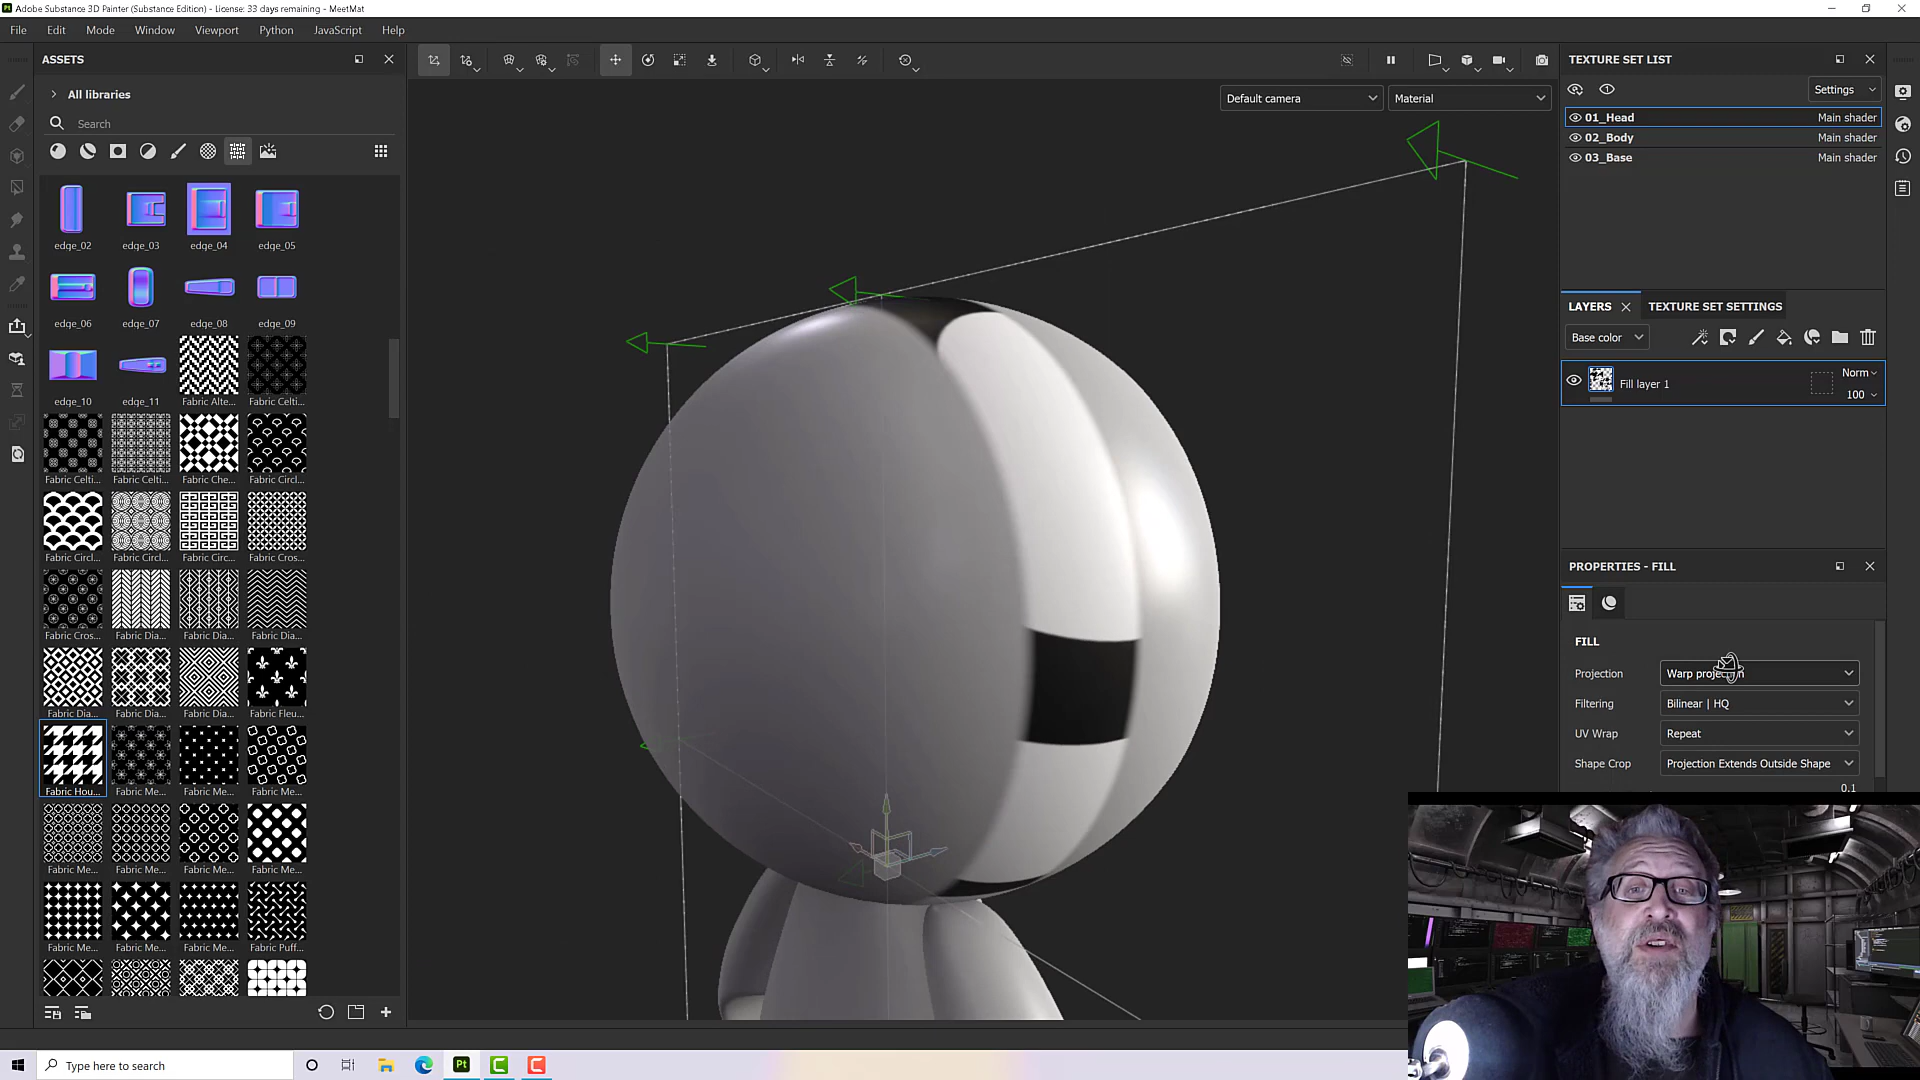 Adobe Substance 3D Painter (Substance Edition) - License: 33 days remaining - MeetMat
File Edit Mode Window Viewport Python JavaScript Help
ASSETS
All libraries
Search
edge_02 edge_03 edge_04 edge_05
edge_06 edge_07 edge_08 edge_09
edge_10 edge_11 Fabric Alte... Fabric Celti...
Fabric Celti... Fabric Celti... Fabric Che... Fabric Circl...
Fabric Circl... Fabric Circl... Fabric Circ... Fabric Cros...
Fabric Cros... Fabric Dia... Fabric Dia... Fabric Dia...
Fabric Dia... Fabric Dia... Fabric Dia... Fabric Fleu...
Fabric Hou... Fabric Me... Fabric Me... Fabric Me...
Fabric Me... Fabric Me... Fabric Me... Fabric Me...
Fabric Me... Fabric Me... Fabric Me... Fabric Puff...
Default camera Material
TEXTURE SET LIST
Settings
01_Head Main shader
02_Body Main shader
03_Base Main shader
LAYERS TEXTURE SET SETTINGS
Base color
Fill layer 1 Norm
100
PROPERTIES - FILL
FILL
Projection Warp projection
Filtering Bilinear | HQ
UV Wrap Repeat
Shape Crop Projection Extends Outside Shape
0.1
Type here to search
Pt